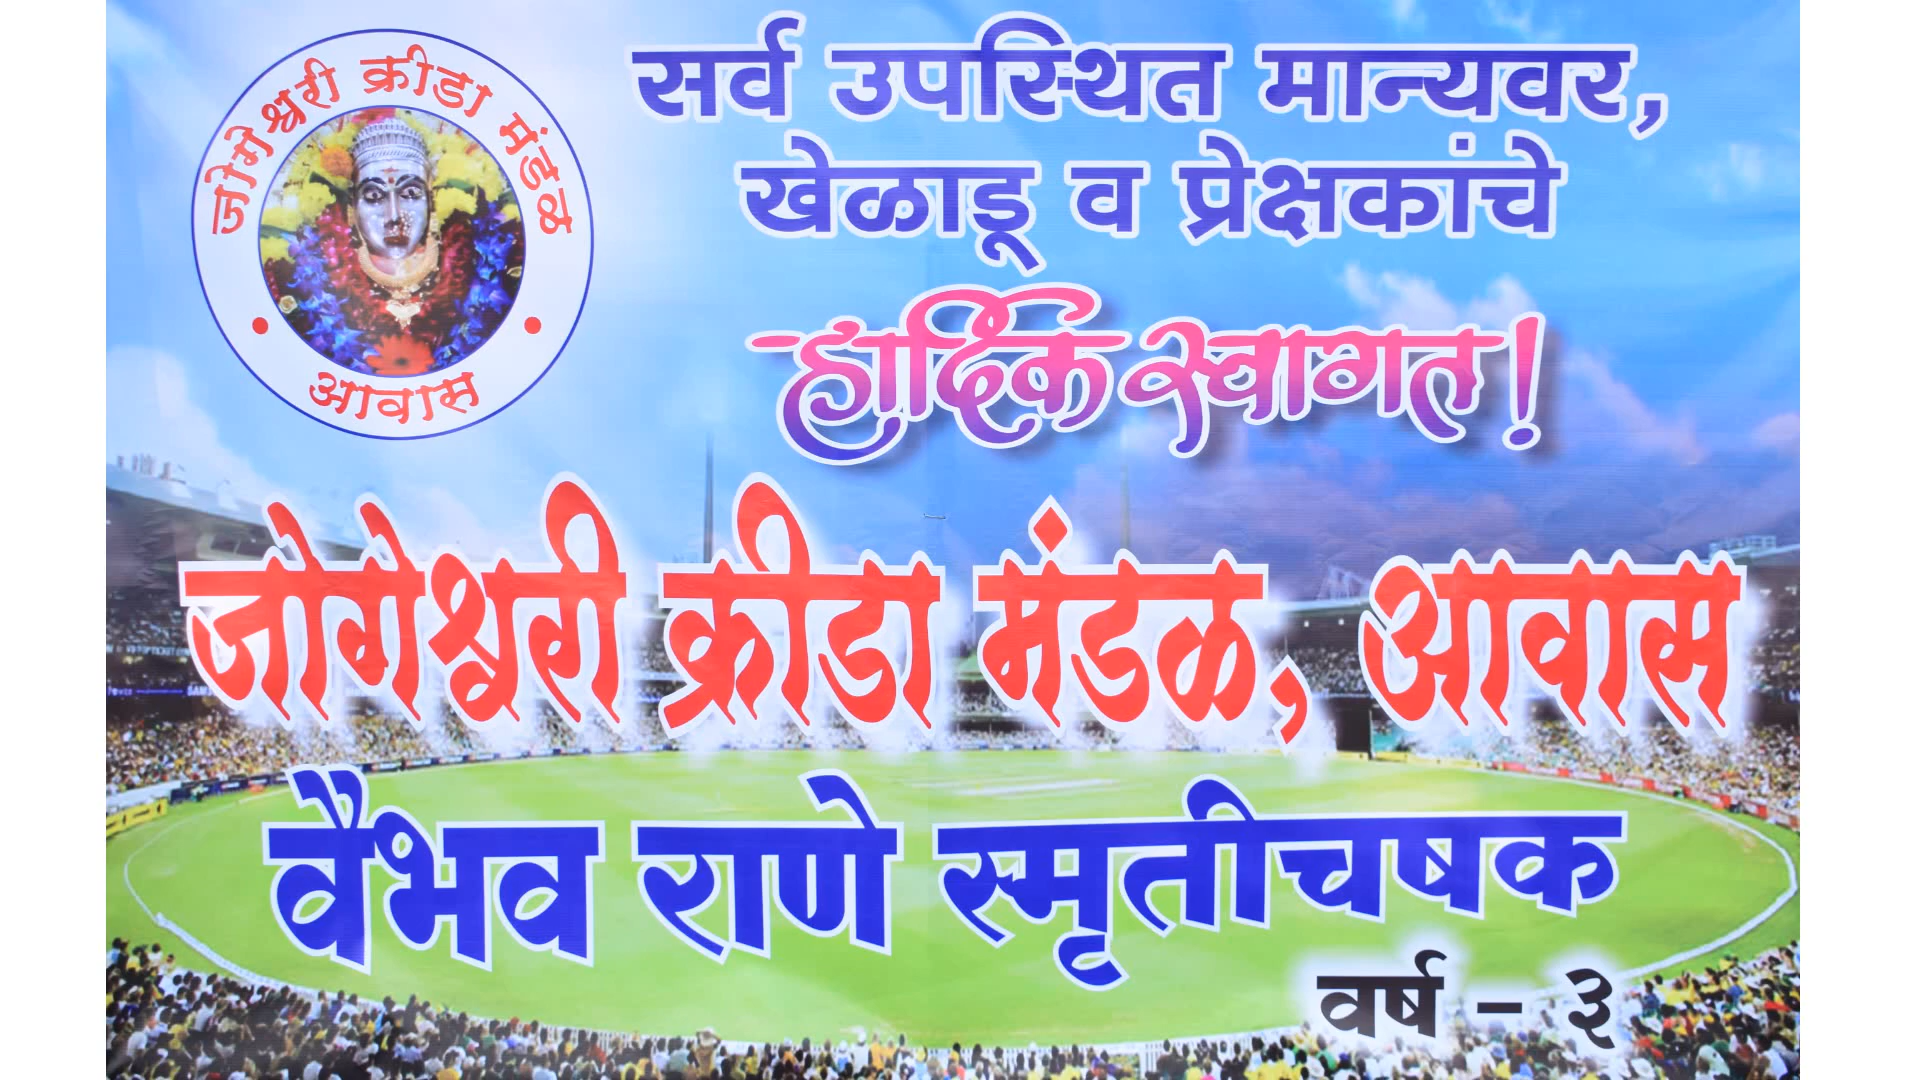 जोगेश्वरी क्रीडा मंडळ
आवास
सर्व उपस्थित मान्यवर,
खेळाडू व प्रेक्षकांचे
हार्दिक स्वागत!
जोगेश्वरी क्रीडा मंडळ, आवास
वैभव राणे स्मृतीचषक
वर्ष - ३